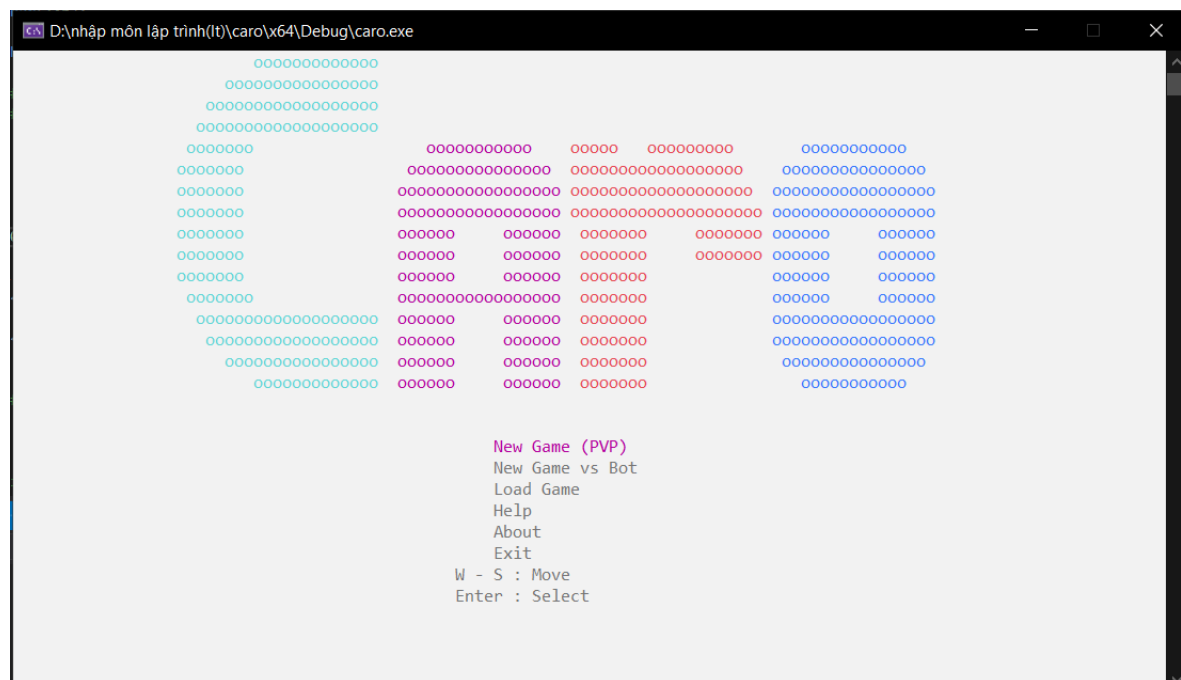 D:\nhập môn lập trình(lt)\caro\x64\Debug\caro.exe
CAro
New Game (PVP)
New Game vs Bot
Load Game
Help
About
Exit
W - S : Move
Enter : Select